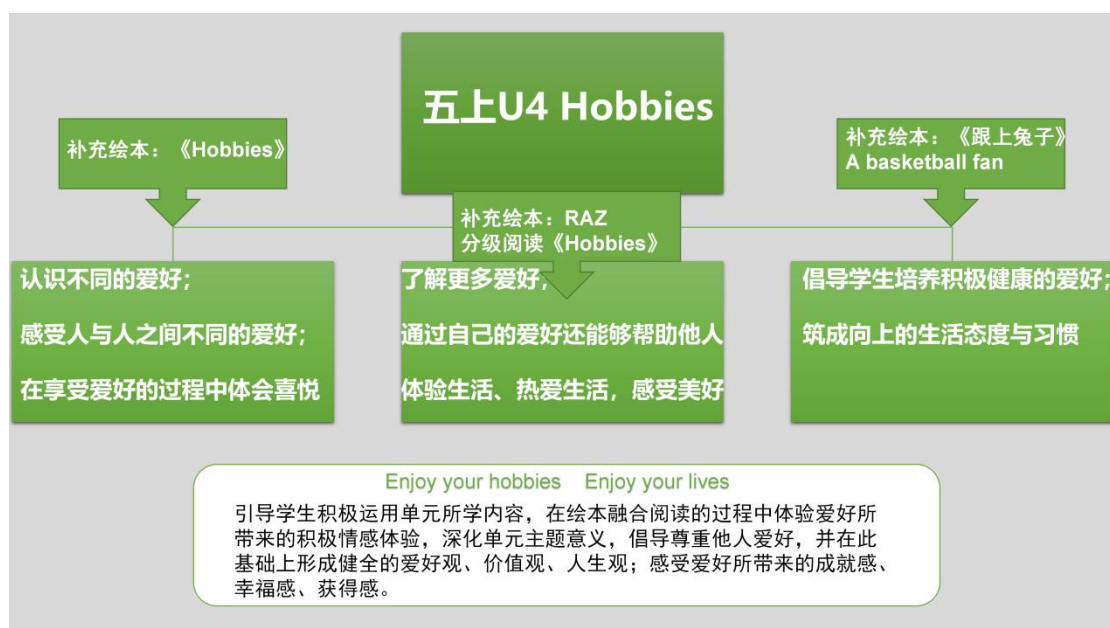 五上U4 Hobbies
补充绘本：《Hobbies》
补充绘本：RAZ
分级阅读《Hobbies》
补充绘本：《跟上兔子》
A basketball fan
认识不同的爱好；
感受人与人之间不同的爱好；
在享受爱好的过程中体会喜悦
了解更多爱好；
通过自己的爱好还能够帮助他人
体验生活、热爱生活，感受美好
倡导学生培养积极健康的爱好；
筑成向上的生活态度与习惯
Enjoy your hobbies Enjoy your lives
引导学生积极运用单元所学内容，在绘本融合阅读的过程中体验爱好所
带来的积极情感体验，深化单元主题意义，倡导尊重他人爱好，并在此
基础上形成健全的爱好观、价值观、人生观；感受爱好所带来的成就感、
幸福感、获得感。